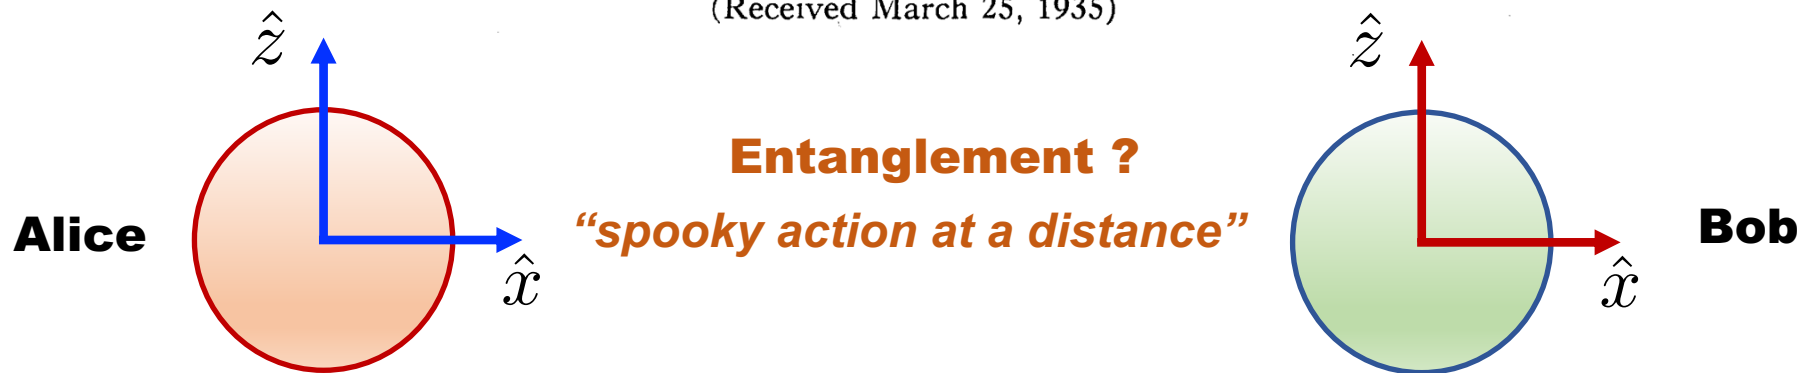 (Received March 25, 1935)
ẑ
ẑ
Entanglement ?
Alice
“spooky action at a distance”
Bob
x̂
x̂